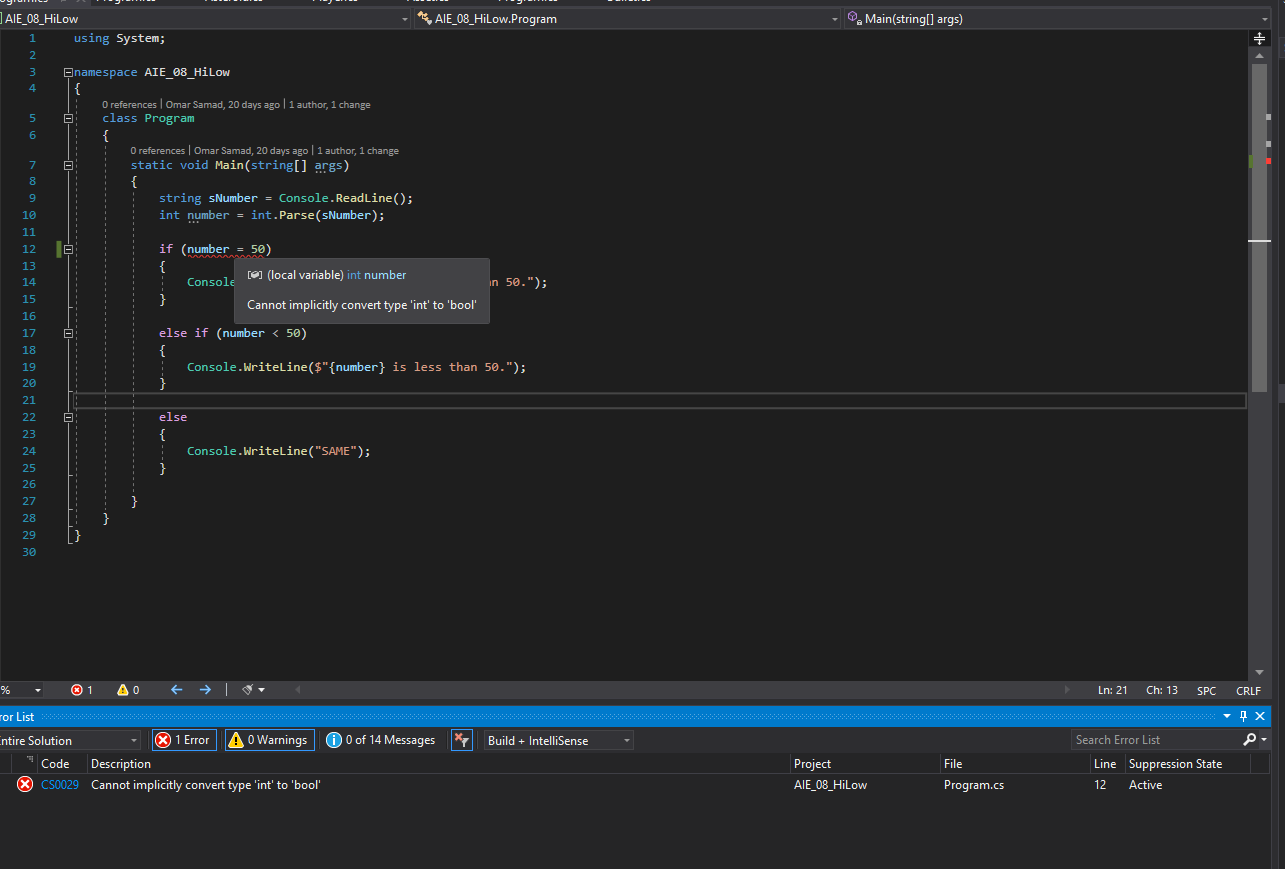 AIE_08_HiLow AIE_08_HiLow.Program Main(string[] args)
1 using System;
2
3 namespace AIE_08_HiLow
4 {
0 references | Omar Samad, 20 days ago | 1 author, 1 change
5 class Program
6 {
0 references | Omar Samad, 20 days ago | 1 author, 1 change
7 static void Main(string[] args)
8 {
9 string sNumber = Console.ReadLine();
10 int number = int.Parse(sNumber);
11
12 if (number = 50)
13 {
(local variable) int number
14 Console n 50.");
15 }
Cannot implicitly convert type 'int' to 'bool'
16
17 else if (number < 50)
18 {
19 Console.WriteLine($"{number} is less than 50.");
20 }
21
22 else
23 {
24 Console.WriteLine("SAME");
25 }
26
27 }
28 }
29 }
30
% 1 0 Ln: 21 Ch: 13 SPC CRLF
ror List
ntire Solution 1 Error 0 Warnings 0 of 14 Messages Build + IntelliSense Search Error List
Code Description Project File Line Suppression State
CS0029 Cannot implicitly convert type 'int' to 'bool' AIE_08_HiLow Program.cs 12 Active